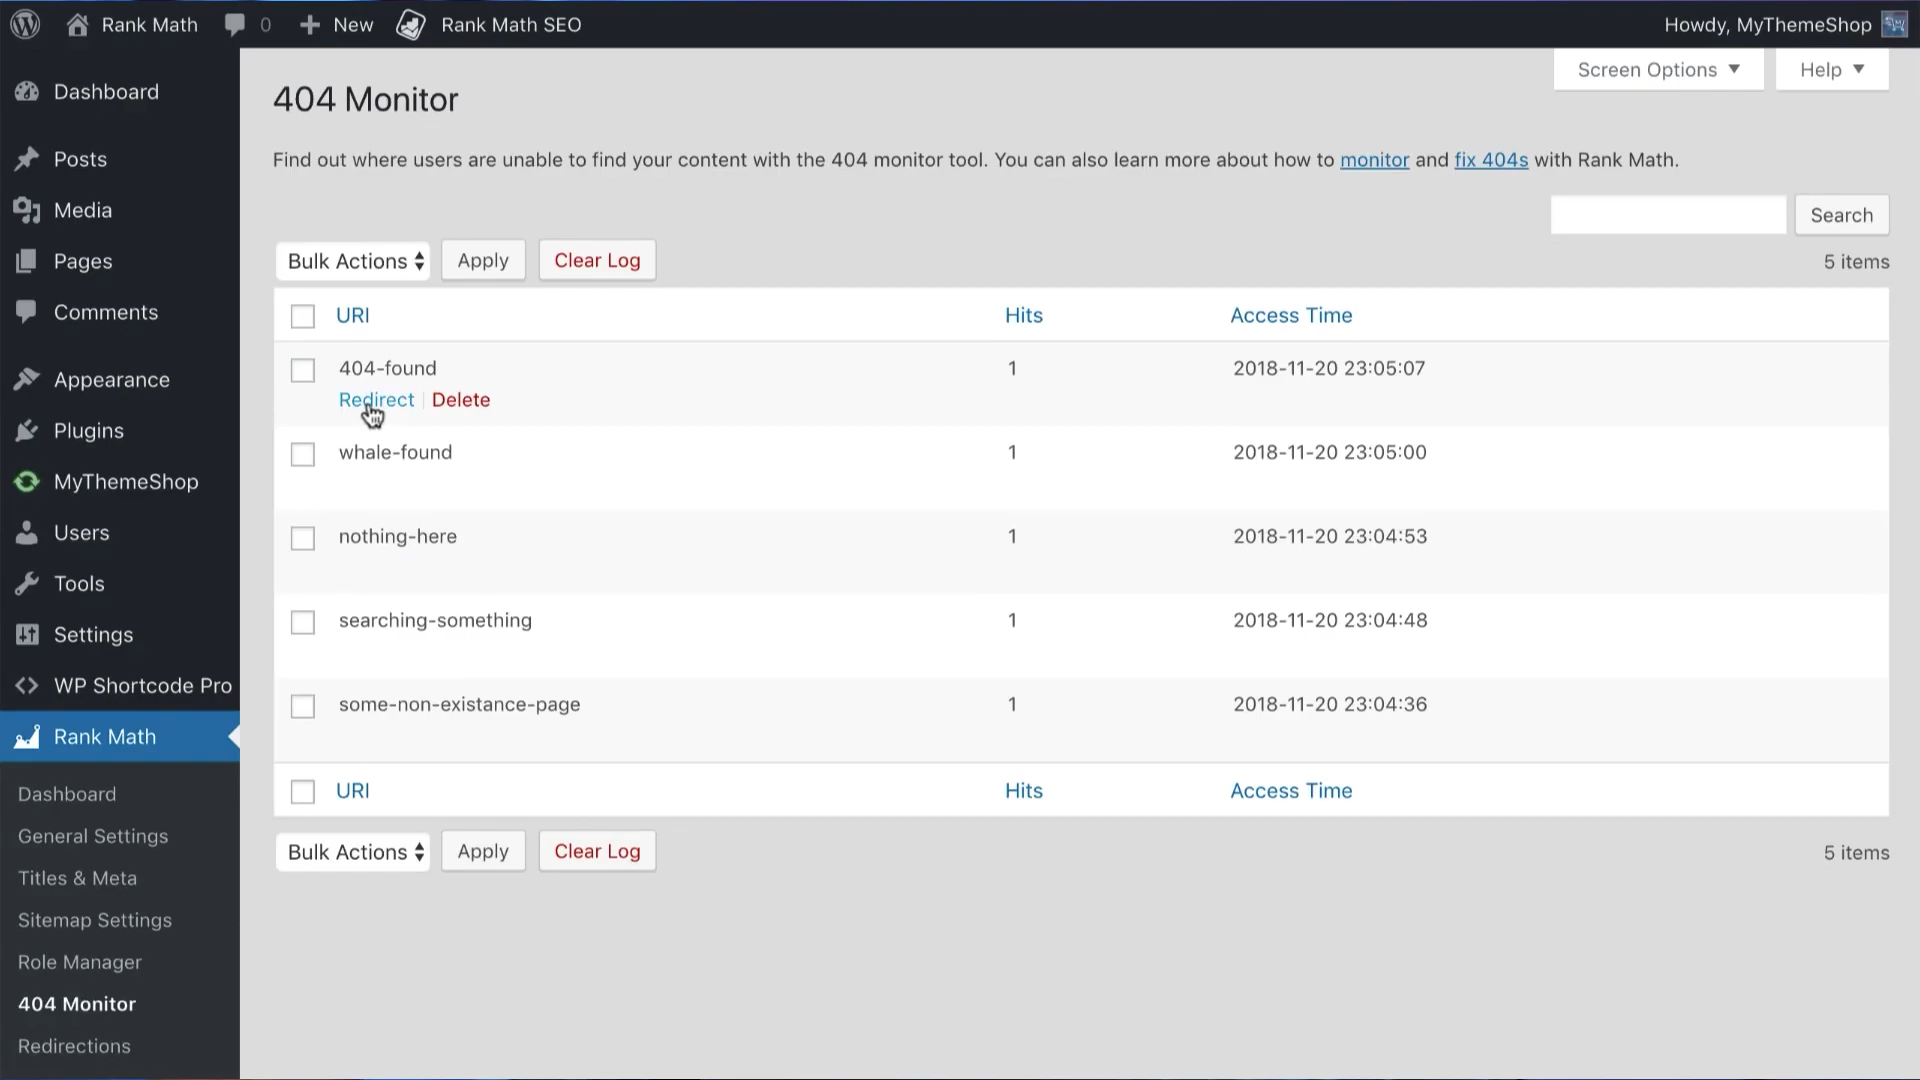 Rank Math
0
New
Rank Math SEO
Howdy, MyThemeShop
Dashboard
Posts
Media
Pages
Comments
Appearance
Plugins
MyThemeShop
Users
Tools
Settings
WP Shortcode Pro
Rank Math
Dashboard
General Settings
Titles & Meta
Sitemap Settings
Role Manager
404 Monitor
Redirections
Screen Options
Help
404 Monitor
Find out where users are unable to find your content with the 404 monitor tool. You can also learn more about how to monitor and fix 404s with Rank Math.
Search
Bulk Actions Apply Clear Log 5 items
URI Hits Access Time
404-found 1 2018-11-20 23:05:07
Redirect | Delete
whale-found 1 2018-11-20 23:05:00
nothing-here 1 2018-11-20 23:04:53
searching-something 1 2018-11-20 23:04:48
some-non-existance-page 1 2018-11-20 23:04:36
URI Hits Access Time
Bulk Actions Apply Clear Log 5 items